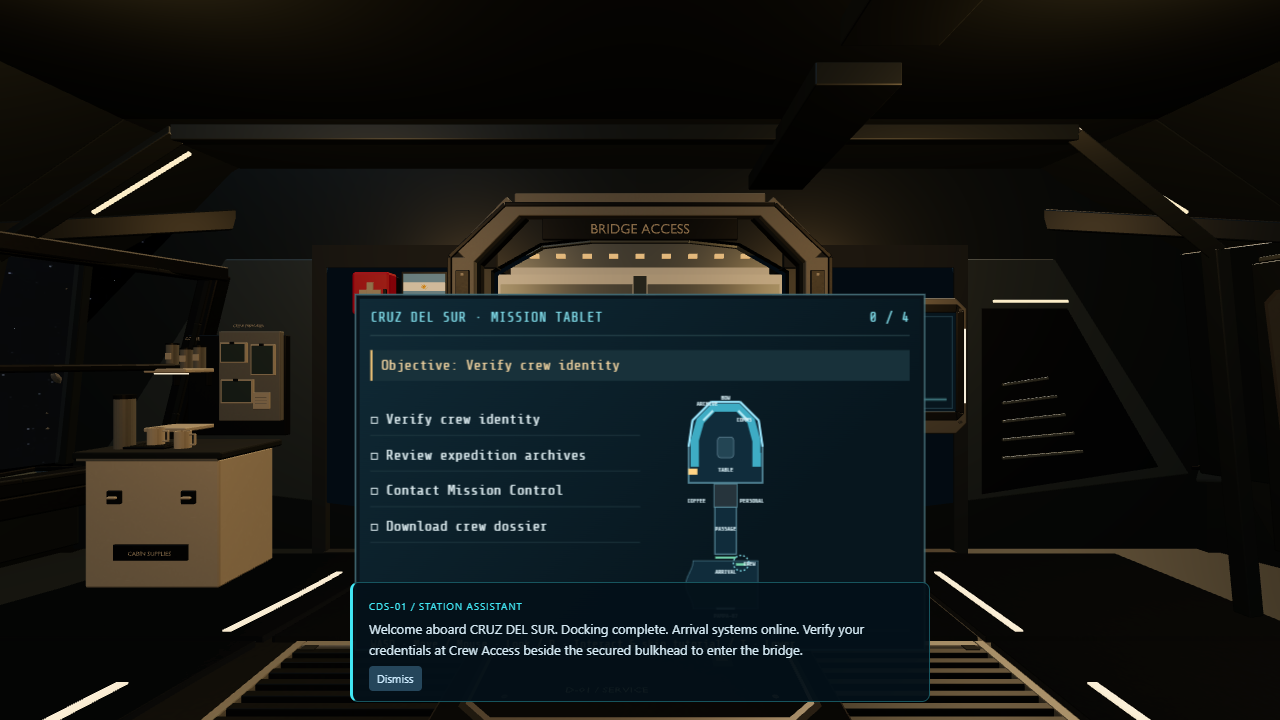 BRIDGE ACCESS
CRUZ DEL SUR · MISSION TABLET
0 / 4
Objective: Verify crew identity
□ Verify crew identity
□ Review expedition archives
□ Contact Mission Control
□ Download crew dossier
BOW
TABLE
COFFEE
PERSONAL
PASSAGE
ARRIVAL
CABIN SUPPLIES
CDS-01 / STATION ASSISTANT
Welcome aboard CRUZ DEL SUR. Docking complete. Arrival systems online. Verify your
credentials at Crew Access beside the secured bulkhead to enter the bridge.
Dismiss